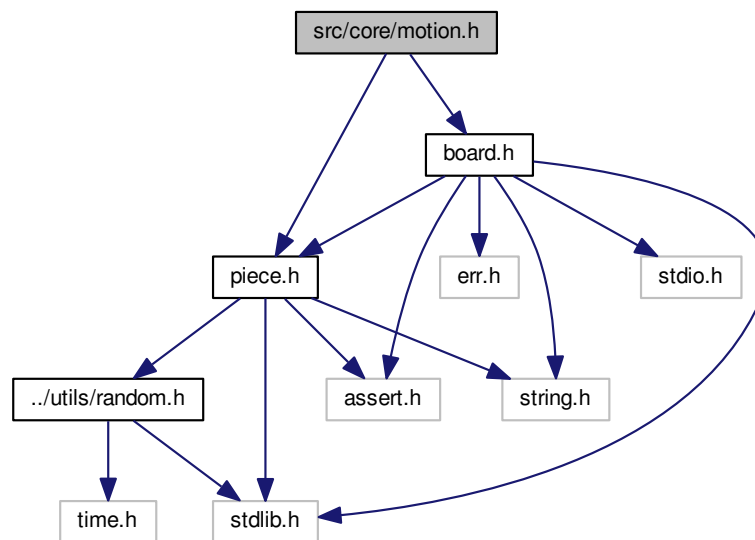 src/core/motion.h
board.h
piece.h
err.h
stdio.h
../utils/random.h
assert.h
string.h
time.h
stdlib.h